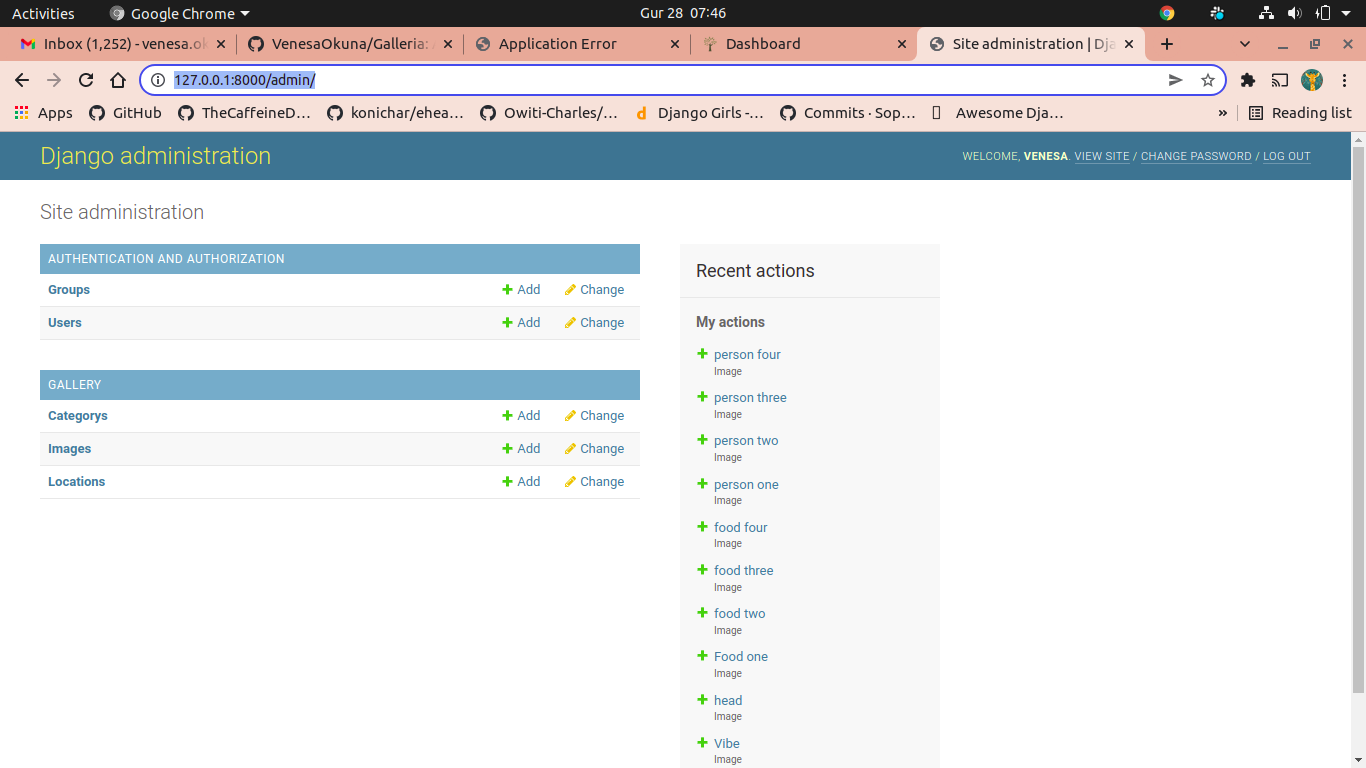 Activities Google Chrome Gur 28 07:46
Inbox (1,252) - venesa.ok VenesaOkuna/Galleria: Application Error Dashboard Site administration | Dja
127.0.0.1:8000/admin/
Apps GitHub TheCaffeineD... konichar/ehea... Owiti-Charles/... Django Girls -... Commits · Sop... Awesome Dja... » Reading list
Django administration
WELCOME, VENESA. VIEW SITE / CHANGE PASSWORD / LOG OUT
Site administration
AUTHENTICATION AND AUTHORIZATION
Groups Add Change
Users Add Change
GALLERY
Categorys Add Change
Images Add Change
Locations Add Change
Recent actions
My actions
person four
Image
person three
Image
person two
Image
person one
Image
food four
Image
food three
Image
food two
Image
Food one
Image
head
Image
Vibe
Image